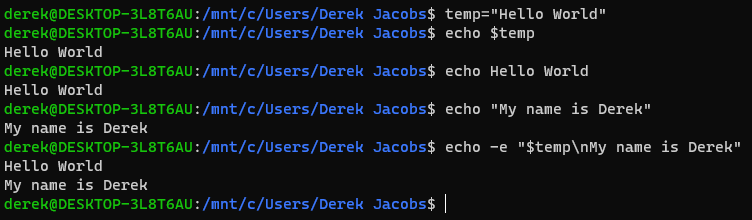 derek@DESKTOP-3L8T6AU:/mnt/c/Users/Derek Jacobs$ temp="Hello World"
derek@DESKTOP-3L8T6AU:/mnt/c/Users/Derek Jacobs$ echo $temp
Hello World
derek@DESKTOP-3L8T6AU:/mnt/c/Users/Derek Jacobs$ echo Hello World
Hello World
derek@DESKTOP-3L8T6AU:/mnt/c/Users/Derek Jacobs$ echo "My name is Derek"
My name is Derek
derek@DESKTOP-3L8T6AU:/mnt/c/Users/Derek Jacobs$ echo -e "$temp\nMy name is Derek"
Hello World
My name is Derek
derek@DESKTOP-3L8T6AU:/mnt/c/Users/Derek Jacobs$